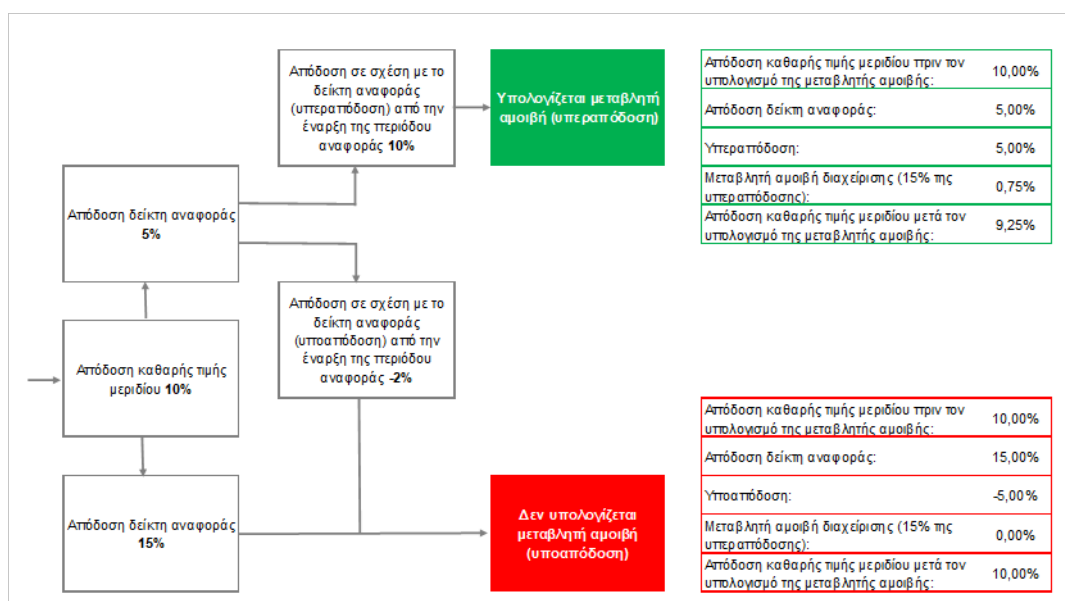 Απόδοση σε σχέση με το
δείκτη αναφοράς
(υπεραπόδοση) από την
έναρξη της περιόδου
αναφοράς 10%
Υπολογίζεται μεταβλητή
αμοιβή (υπεραπόδοση)
Απόδοση καθαρής τιμής μεριδίου πριν τον
υπολογισμό της μεταβλητής αμοιβής:
10,00%
Απόδοση δείκτη αναφοράς:
5,00%
Υπεραπόδοση:
5,00%
Μεταβλητή αμοιβή διαχείρισης (15% της
υπεραπόδοσης):
0,75%
Απόδοση καθαρής τιμής μεριδίου μετά τον
υπολογισμό της μεταβλητής αμοιβής:
9,25%
Απόδοση δείκτη αναφοράς
5%
Απόδοση σε σχέση με το
δείκτη αναφοράς
(υποαπόδοση) από την
έναρξη της περιόδου
αναφοράς -2%
Απόδοση καθαρής τιμής
μεριδίου 10%
Απόδοση δείκτη αναφοράς
15%
Δεν υπολογίζεται
μεταβλητή αμοιβή
(υποαπόδοση)
Απόδοση καθαρής τιμής μεριδίου πριν τον
υπολογισμό της μεταβλητής αμοιβής:
10,00%
Απόδοση δείκτη αναφοράς:
15,00%
Υποαπόδοση:
-5,00%
Μεταβλητή αμοιβή διαχείρισης (15% της
υπεραπόδοσης):
0,00%
Απόδοση καθαρής τιμής μεριδίου μετά τον
υπολογισμό της μεταβλητής αμοιβής:
10,00%